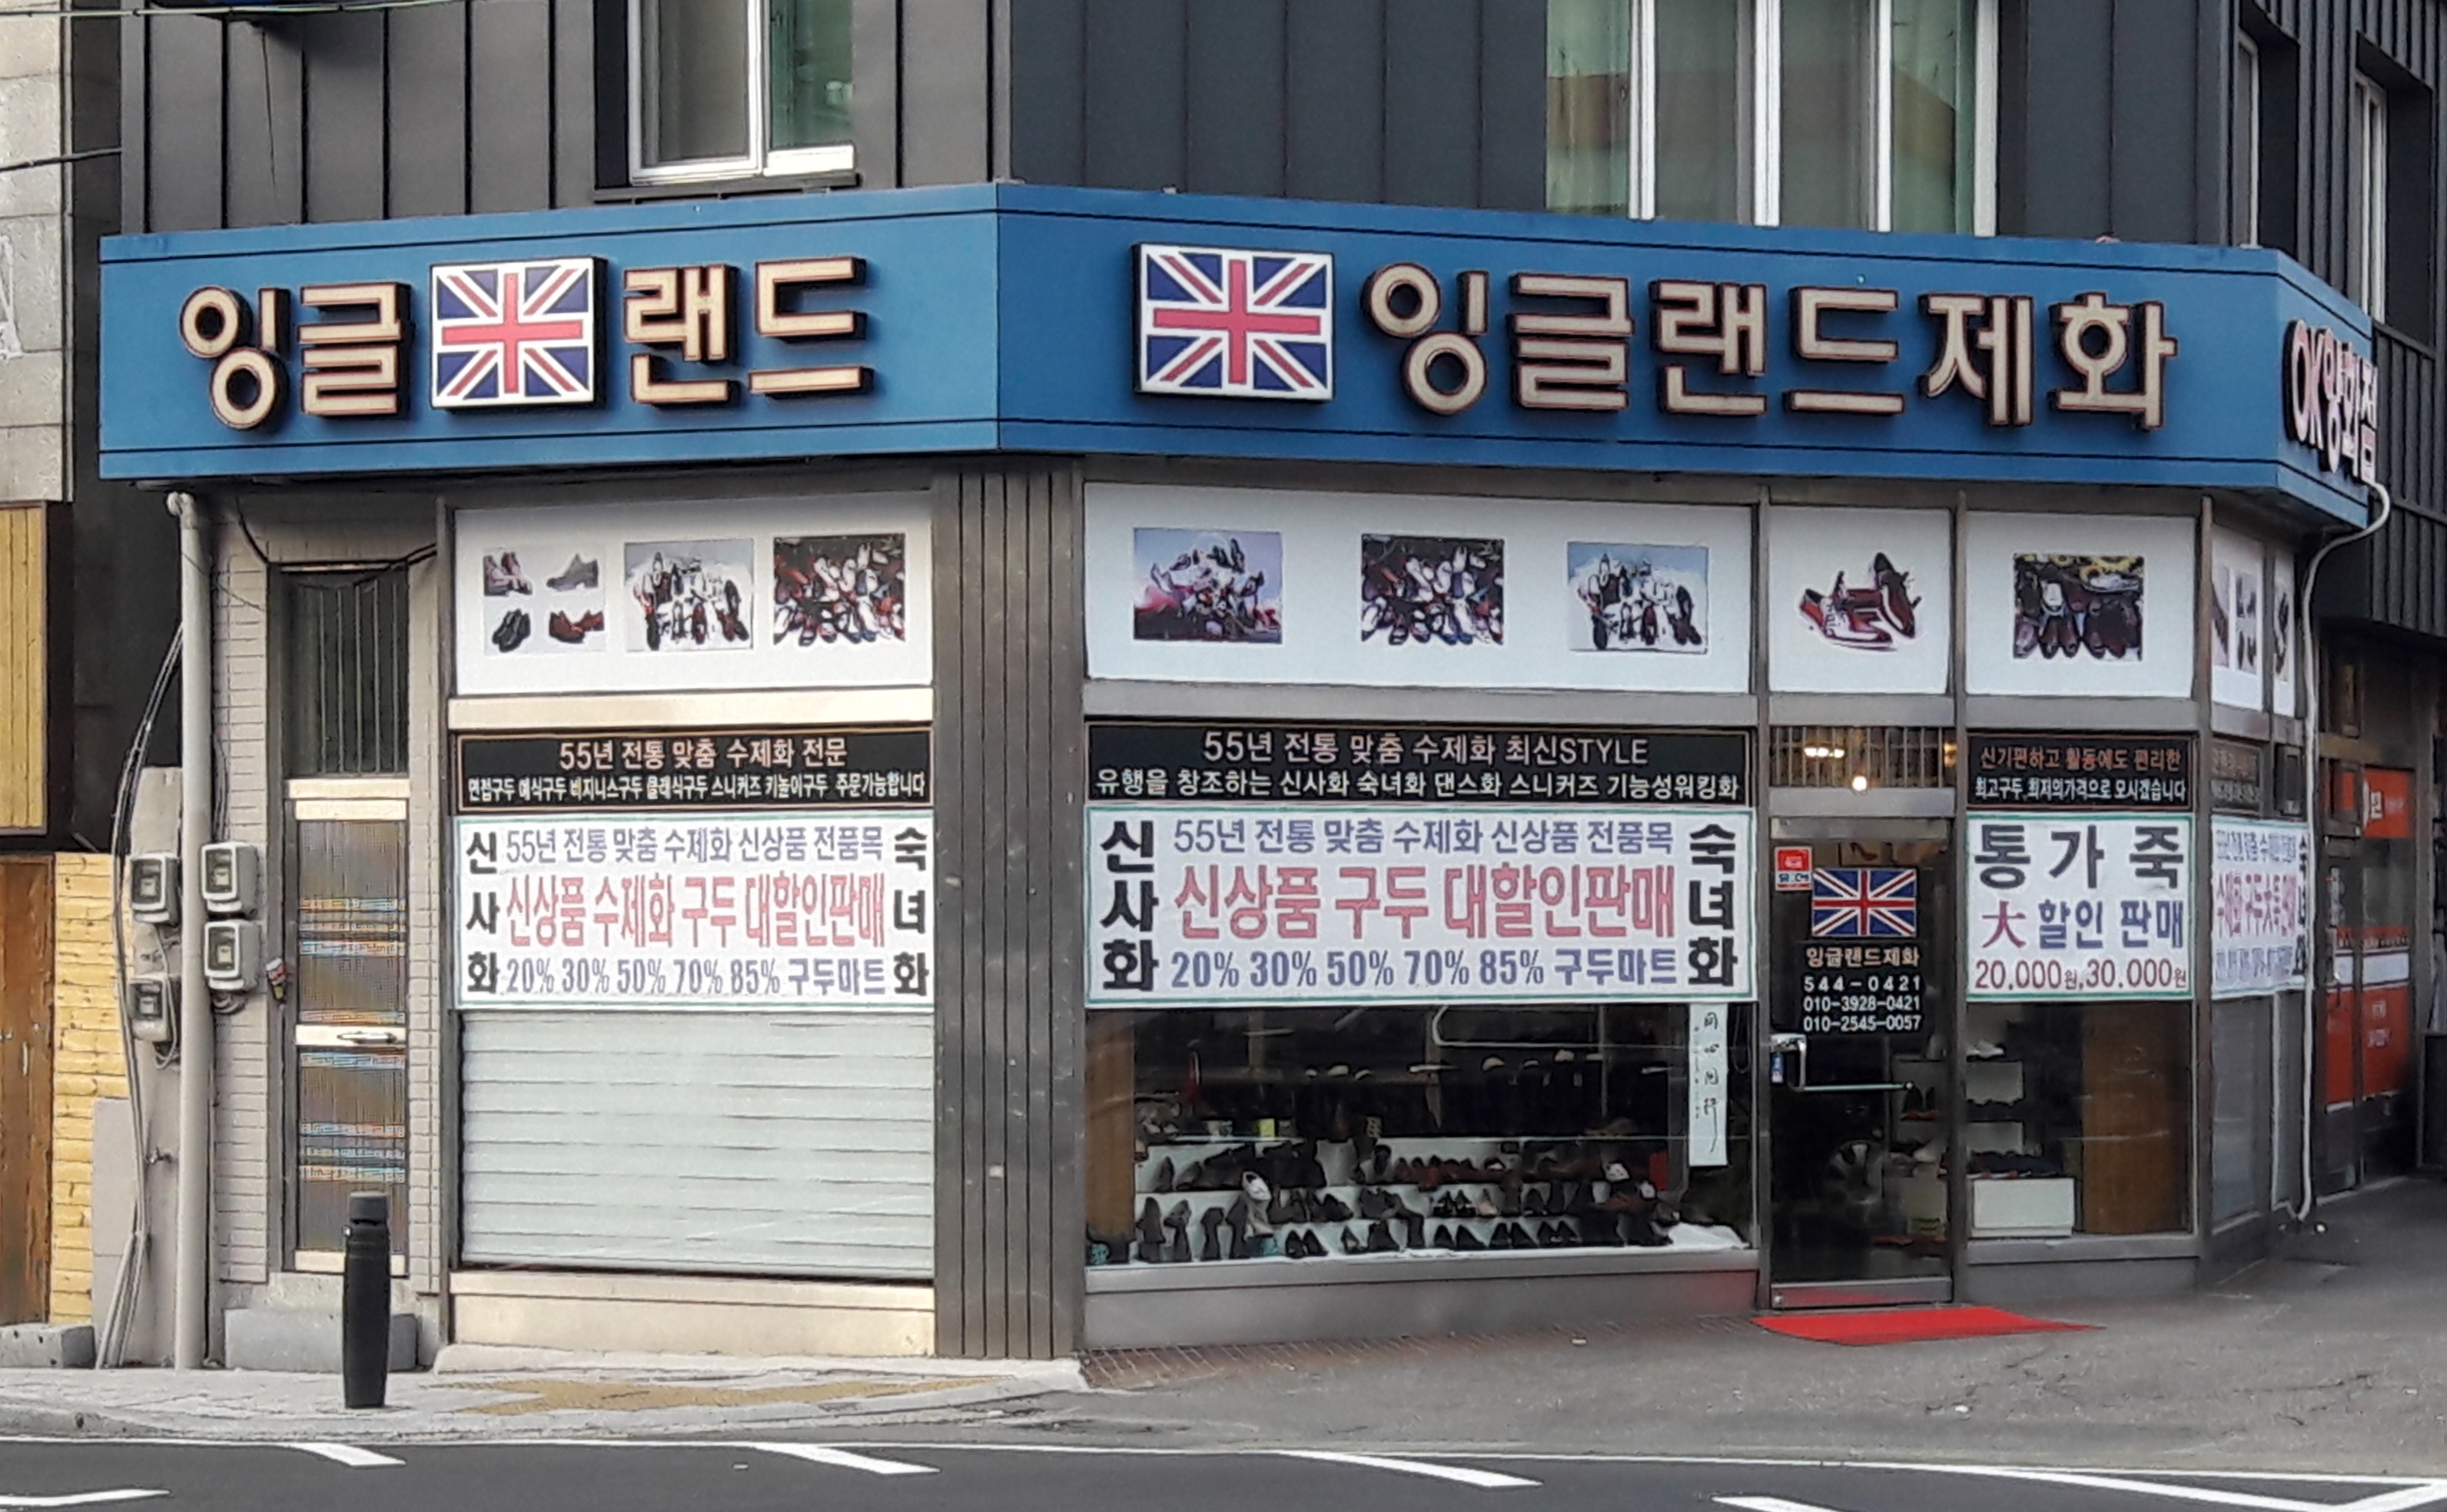 잉글랜드
잉글랜드제화
OK양화점
55년 전통 맞춤 수제화 전문
면접구두 예식구두 비지니스구두 클래식구두 스니커즈 키높이구두 주문가능합니다
신사화
55년 전통 맞춤 수제화 신상품 전품목
신상품 수제화 구두 대할인판매
20% 30% 50% 70% 85% 구두마트
숙녀화
55년 전통 맞춤 수제화 최신STYLE
유행을 창조하는 신사화 숙녀화 댄스화 스니커즈 기능성워킹화
신사화
55년 전통 맞춤 수제화 신상품 전품목
신상품 구두 대할인판매
20% 30% 50% 70% 85% 구두마트
숙녀화
잉글랜드제화
544-0421
010-3928-0421
010-2545-0057
신기편하고 활동에도 편리한
최고구두,최저의가격으로 모시겠습니다
통가죽
大 할인 판매
20,000원,30.000원